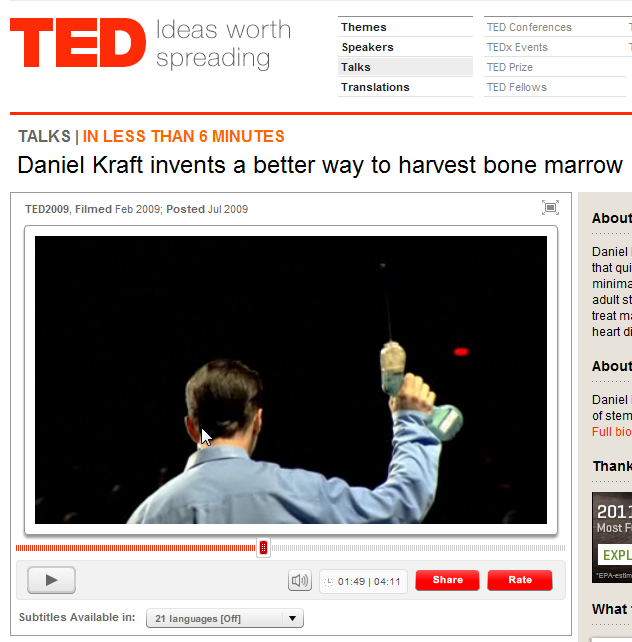 TED Ideas worth
spreading
Themes
Speakers
Talks
Translations
TED Conferences
TEDx Events
TED Prize
TED Fellows
TALKS | IN LESS THAN 6 MINUTES
Daniel Kraft invents a better way to harvest bone marrow
TED2009, Filmed Feb 2009; Posted Jul 2009
01:49 | 04:11
Share
Rate
Subtitles Available in:
21 languages [Off]
About
Daniel
that qui
minima
adult st
treat ma
heart di
About
Daniel
of stem
Full bio
Thank
2011
Most Fu
EXPL
*EPA-estim
What